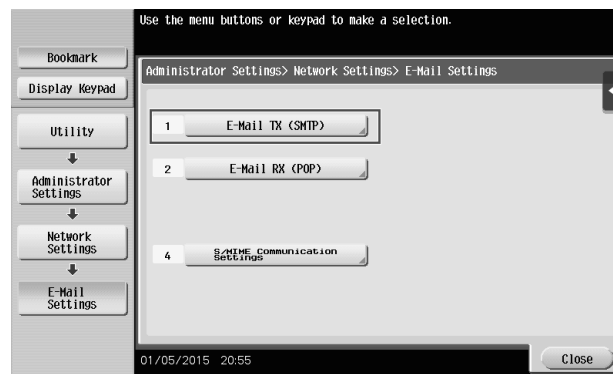 Use the menu buttons or keypad to make a selection.
Bookmark
Display Keypad
Administrator Settings> Network Settings> E-Mail Settings
Utility
Administrator
Settings
Network
Settings
E-Mail
Settings
1 E-Mail TX (SMTP)
2 E-Mail RX (POP)
4 S/MIME Communication
Settings
01/05/2015 20:55
Close